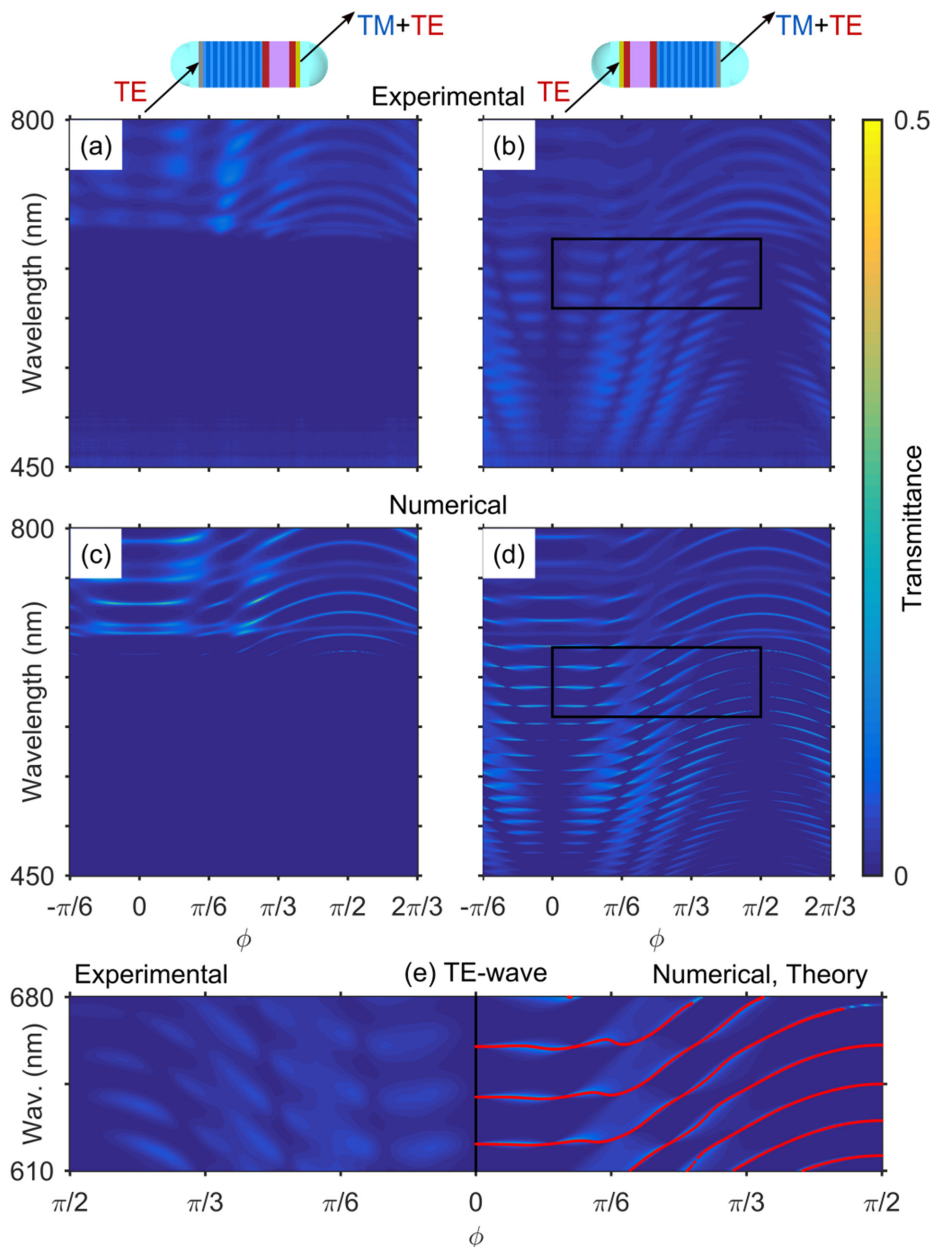 TM+TE TM+TE
TE TE
Experimental
800
(a) (b)
0.5
Wavelength (nm)
450
Numerical
800
(c) (d)
Transmittance
Wavelength (nm)
450
0
-π/6 0 π/6 π/3 π/2 2π/3 -π/6 0 π/6 π/3 π/2 2π/3
ϕ ϕ
Experimental (e) TE-wave Numerical, Theory
680
Wav. (nm)
610
π/2 π/3 π/6 0 π/6 π/3 π/2
ϕ